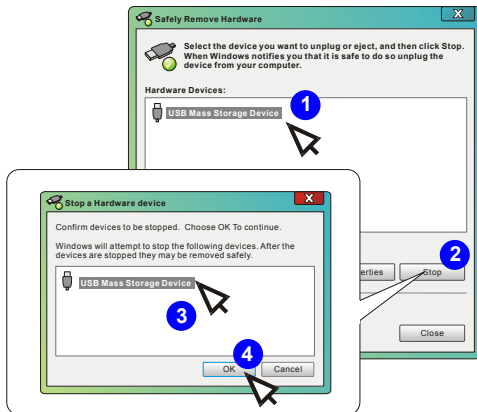 Safely Remove Hardware
X
Select the device you want to unplug or eject, and then click Stop.
When Windows notifies you that it is safe to do so unplug the
device from your computer.
Hardware Devices:
1
USB Mass Storage Device
2
erties
Stop
Close
Stop a Hardware device
X
Confirm devices to be stopped. Choose OK To continue.
Windows will attempt to stop the following devices. After the
devices are stopped they may be removed safely.
USB Mass Storage Device
3
4
OK
Cancel